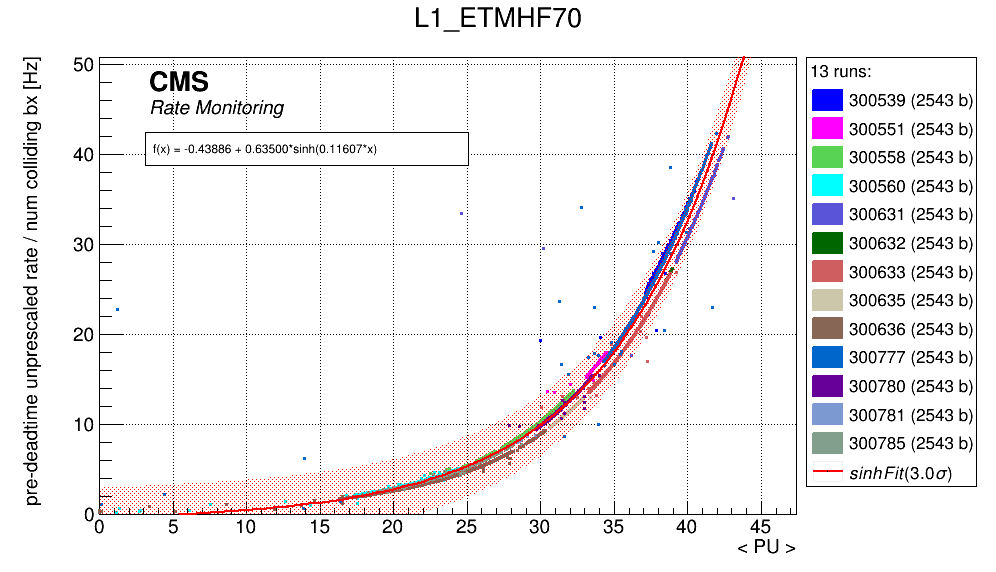 L1_ETMHF70
pre-deadtime unprescaled rate / num colliding bx [Hz]
50
40
30
20
10
0
CMS
Rate Monitoring
f(x) = -0.43886 + 0.63500*sinh(0.11607*x)
0 5 10 15 20 25 30 35 40 45
< PU >
13 runs:
300539 (2543 b)
300551 (2543 b)
300558 (2543 b)
300560 (2543 b)
300631 (2543 b)
300632 (2543 b)
300633 (2543 b)
300635 (2543 b)
300636 (2543 b)
300777 (2543 b)
300780 (2543 b)
300781 (2543 b)
300785 (2543 b)
sinhFit(3.0σ)